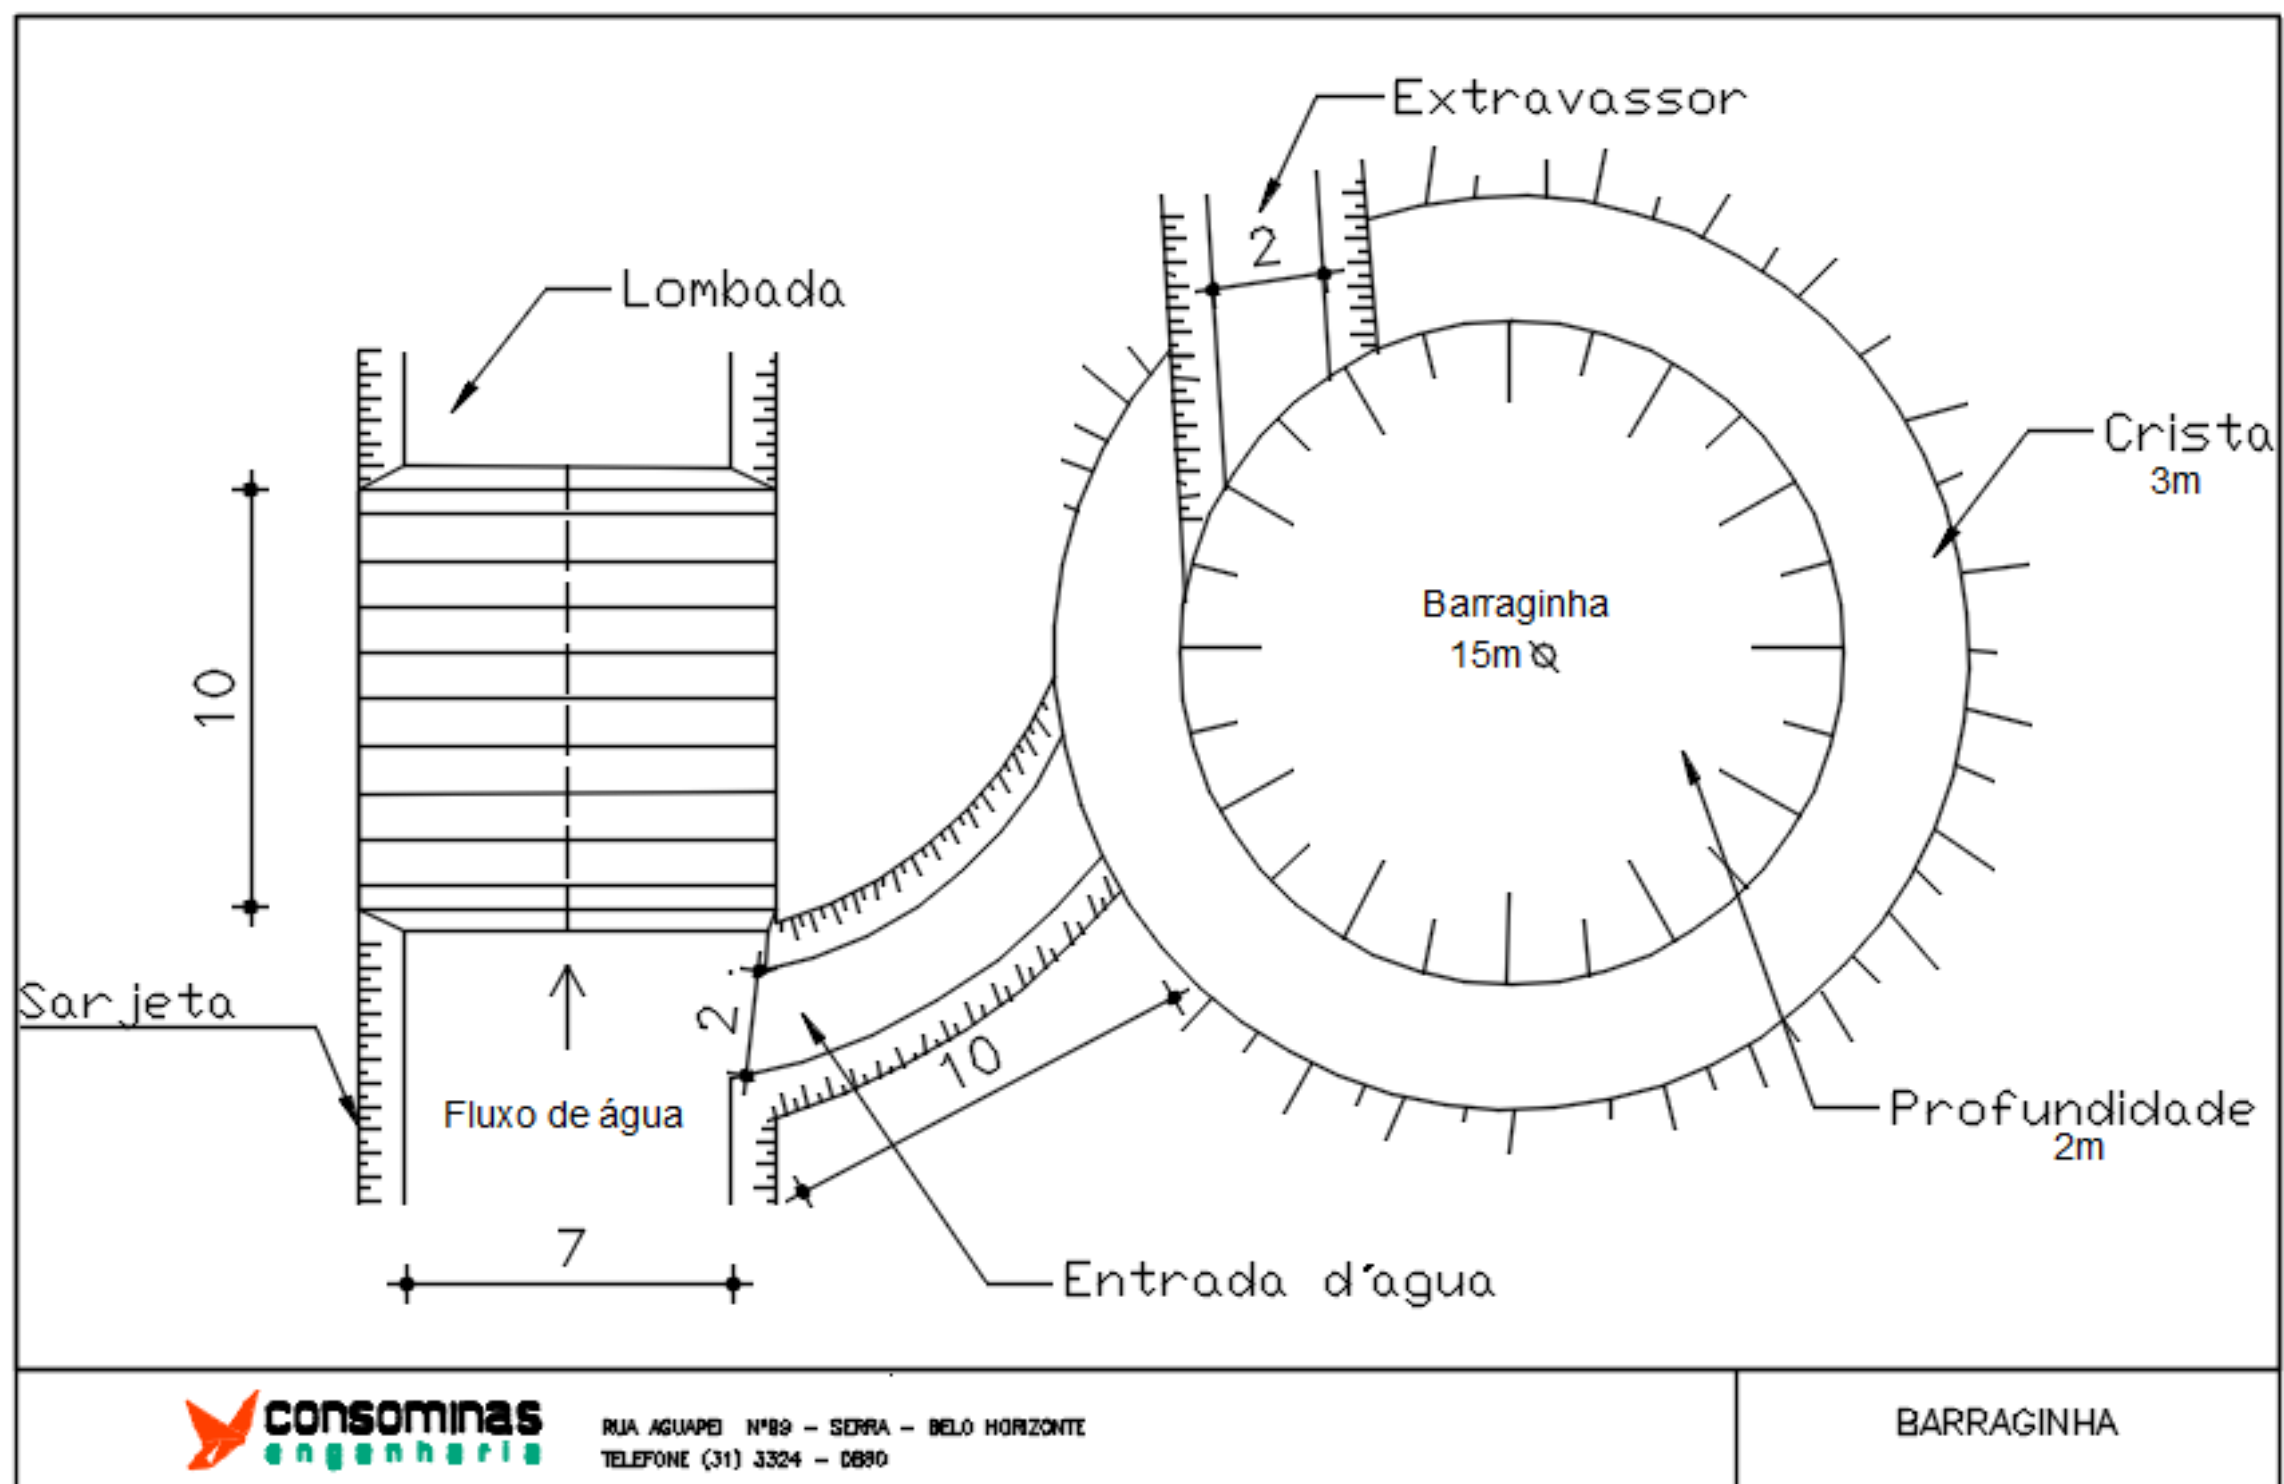 Extravassor
2
Lombada
Crista
3m
10
Barraginha
15m
Sarjeta
2
10
Fluxo de água
Profundidade
2m
7
Entrada d'agua
consominas
engenharia
RUA AGUAPEI N°89 - SERRA - BELO HORIZONTE
TELEFONE (31) 3324 - 0880
BARRAGINHA